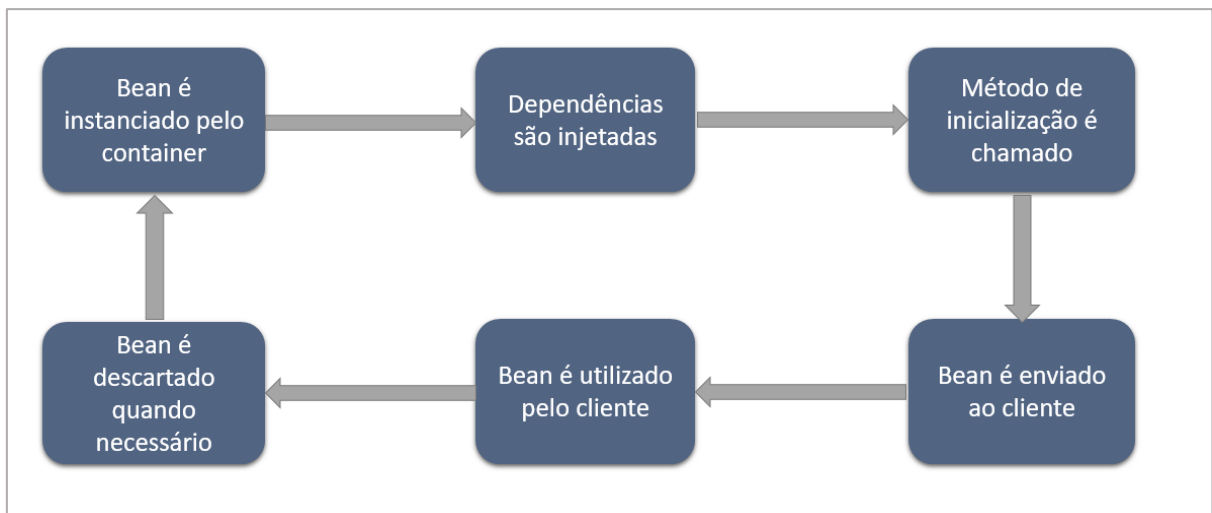 Bean é
instanciado pelo
container
Dependências
são injetadas
Método de
inicialização é
chamado
Bean é enviado
ao cliente
Bean é utilizado
pelo cliente
Bean é
descartado
quando
necessário